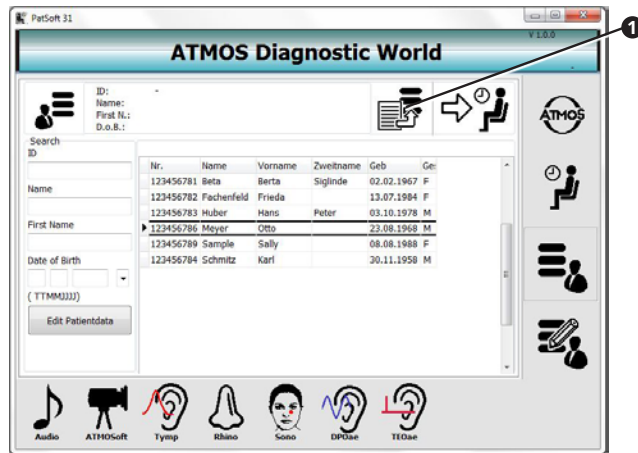 PatSoft 31
V 1.0.0
1
ATMOS Diagnostic World
ID: -
Name:
First N.:
D.o.B.:
ATMOS
Search
ID
Name
First Name
Date of Birth
( TTMMJJJJ)
Edit Patientdata
Nr. Name Vorname Zweitname Geb Ge
123456781 Beta Berta Siglinde 02.02.1967 F
123456782 Fachenfeld Frieda 13.07.1984 F
123456783 Huber Hans Peter 03.10.1978 M
123456786 Meyer Otto 23.08.1968 M
123456789 Sample Sally 08.08.1988 F
123456784 Schmitz Karl 30.11.1958 M
Audio ATMOSoft Tymp Rhino Sono DPOae TEOae